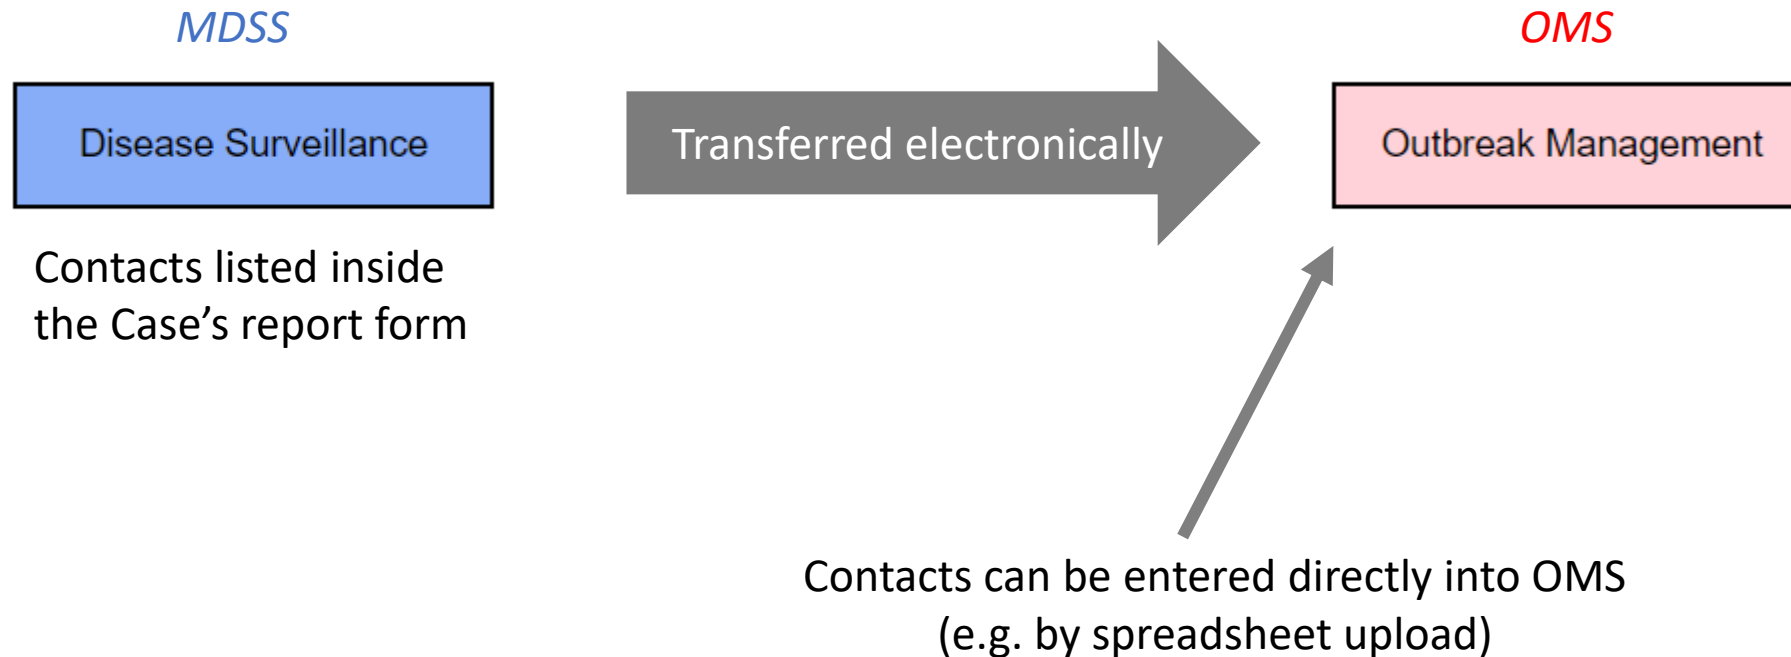 MDSS
OMS
Disease Surveillance
Transferred electronically
Outbreak Management
Contacts listed inside
the Case’s report form
Contacts can be entered directly into OMS
(e.g. by spreadsheet upload)